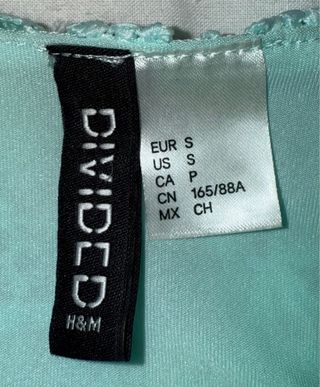 DIVIDED
H&M
EUR S
US S
CA P
CN 165/88A
MX CH